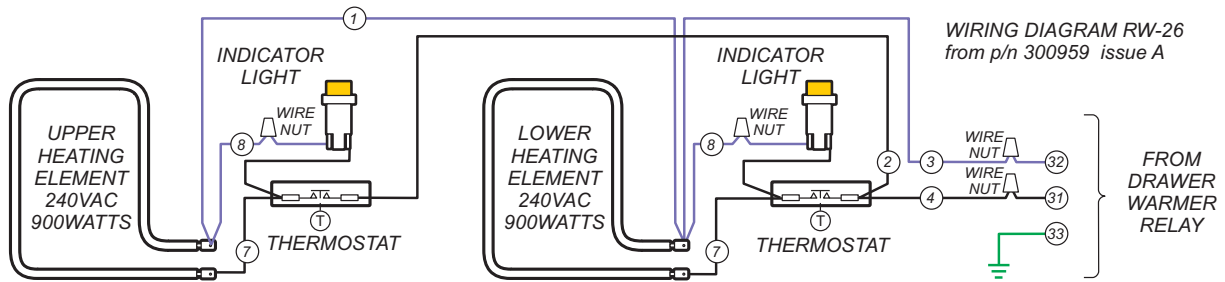 WIRING DIAGRAM RW-26
from p/n 300959 issue A
1
INDICATOR
LIGHT
WIRE
NUT
8
UPPER
HEATING
ELEMENT
240VAC
900WATTS
T
THERMOSTAT
7
INDICATOR
LIGHT
WIRE
NUT
8
LOWER
HEATING
ELEMENT
240VAC
900WATTS
T
THERMOSTAT
7
2
3
WIRE
NUT
32
4
WIRE
NUT
31
33
FROM
DRAWER
WARMER
RELAY